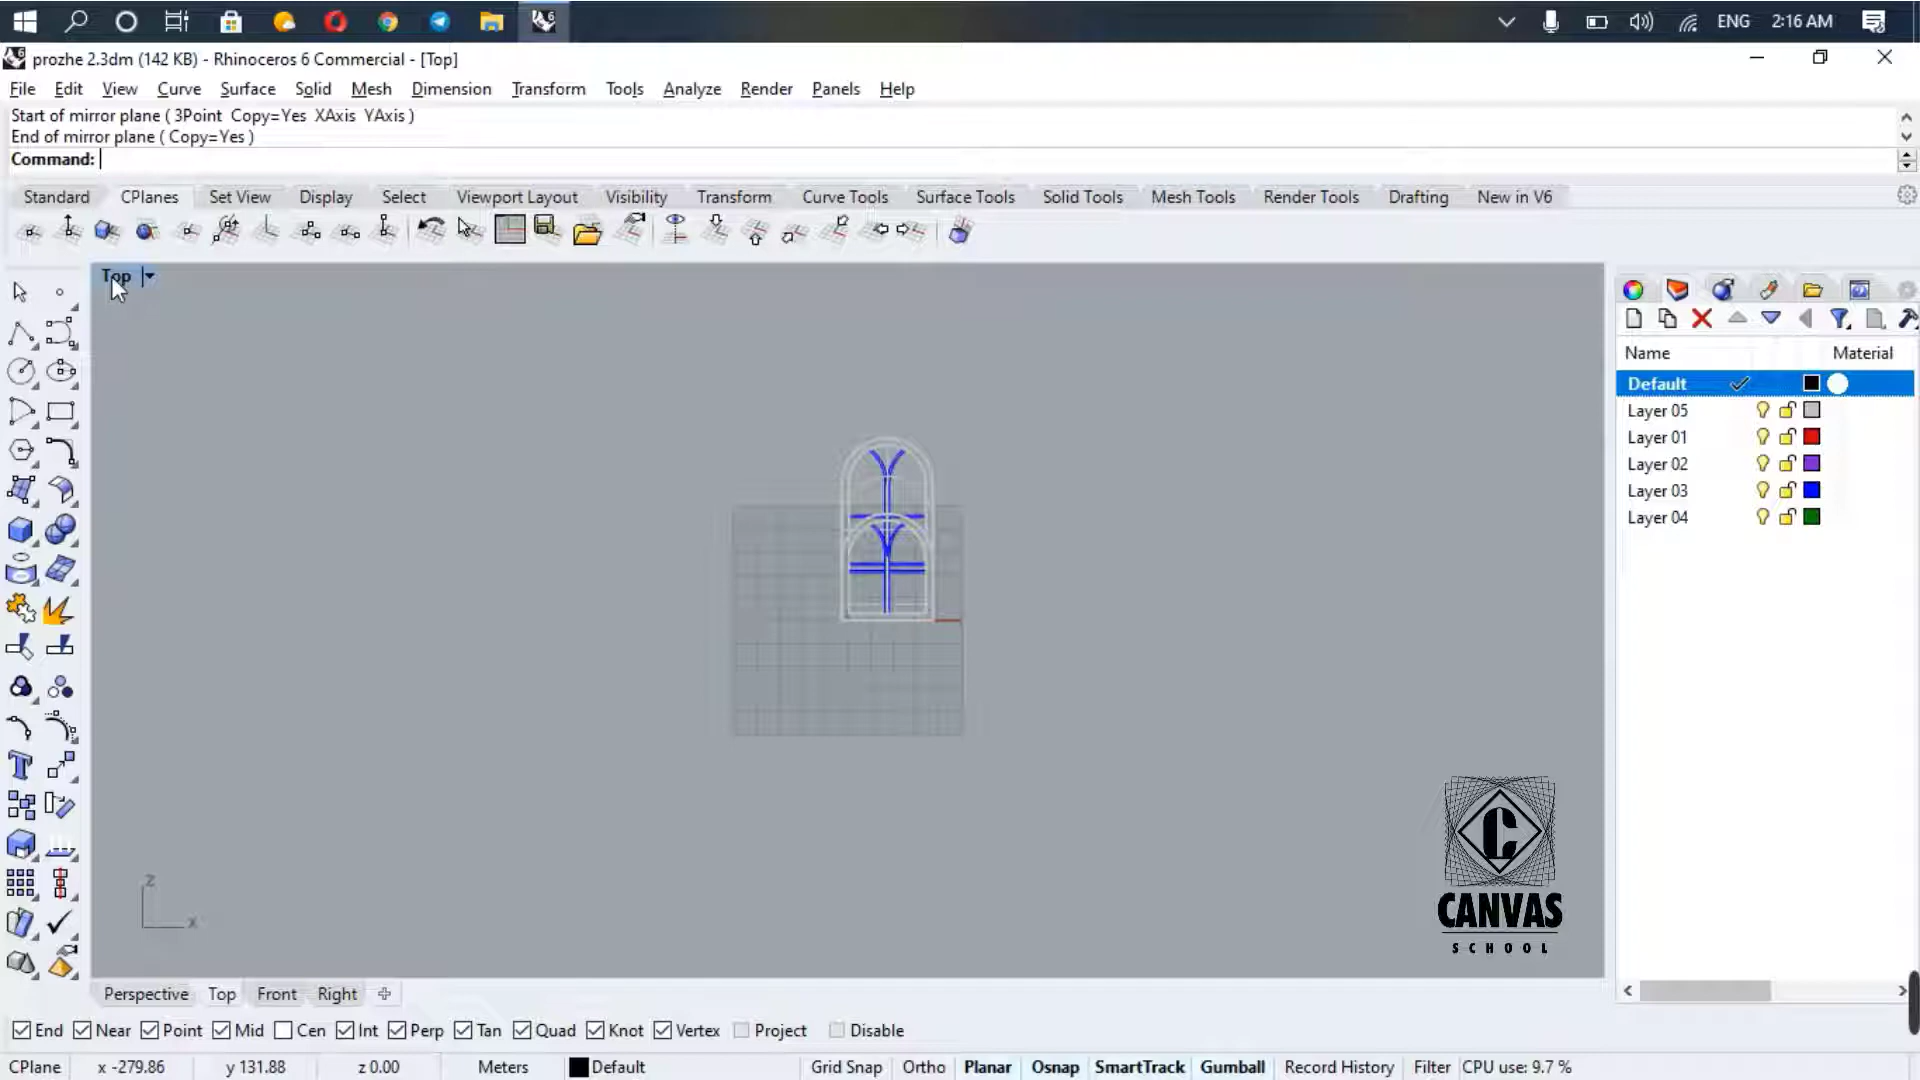 ENG 2:16 AM
prozhe 2.3dm (142 KB) - Rhinoceros 6 Commercial - [Top]
File Edit View Curve Surface Solid Mesh Dimension Transform Tools Analyze Render Panels Help
Start of mirror plane ( 3Point Copy=Yes XAxis YAxis )
End of mirror plane ( Copy=Yes )
Command:
Standard CPlanes Set View Display Select Viewport Layout Visibility Transform Curve Tools Surface Tools Solid Tools Mesh Tools Render Tools Drafting New in V6
Top
Name Material
Default
Layer 05
Layer 01
Layer 02
Layer 03
Layer 04
z
x
C
CANVAS
SCHOOL
Perspective Top Front Right
End Near Point Mid Cen Int Perp Tan Quad Knot Vertex Project Disable
CPlane x -279.86 y 131.88 z 0.00 Meters Default Grid Snap Ortho Planar Osnap SmartTrack Gumball Record History Filter CPU use: 9.7 %